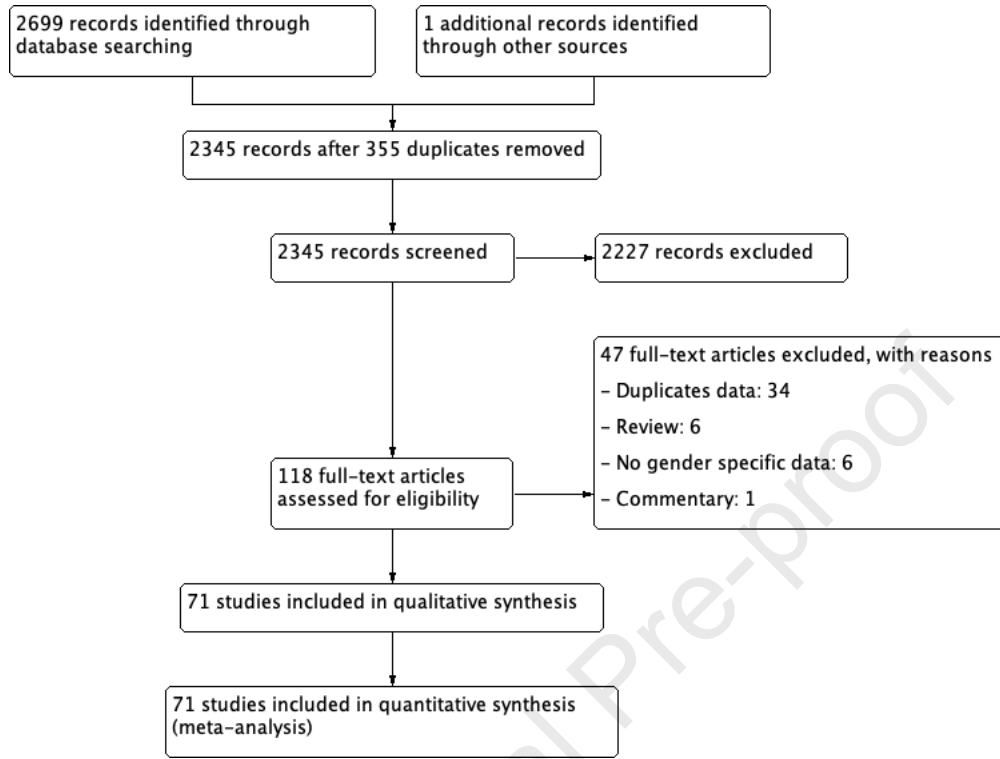 2699 records identified through
database searching
1 additional records identified
through other sources
2345 records after 355 duplicates removed
2345 records screened
2227 records excluded
47 full-text articles excluded, with reasons
– Duplicates data: 34
– Review: 6
– No gender specific data: 6
– Commentary: 1
118 full-text articles
assessed for eligibility
71 studies included in qualitative synthesis
71 studies included in quantitative synthesis
(meta-analysis)
al Pre-proof